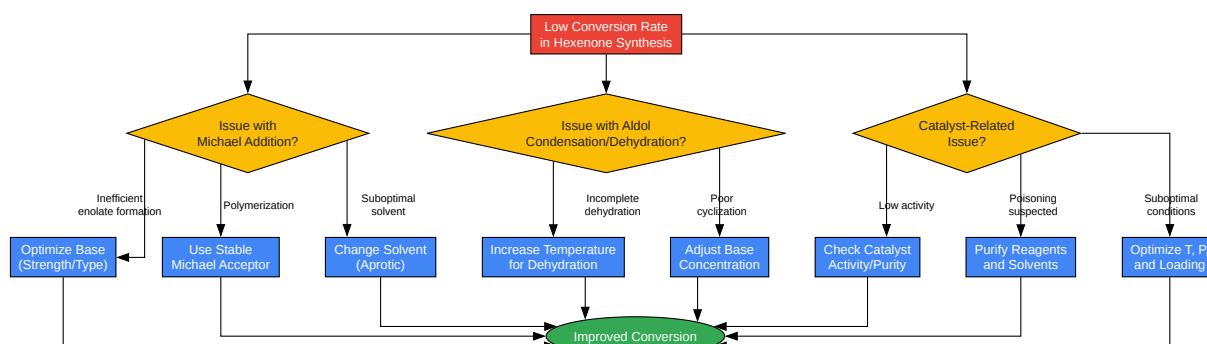 Low Conversion Rate
in Hexenone Synthesis
Issue with
Michael Addition?
Issue with Aldol
Condensation/Dehydration?
Catalyst-Related
Issue?
Inefficient
enolate formation
Polymerization
Suboptimal
solvent
Incomplete
dehydration
Poor
cyclization
Low activity
Poisoning
suspected
Suboptimal
conditions
Optimize Base
(Strength/Type)
Use Stable
Michael Acceptor
Change Solvent
(Aprotic)
Increase Temperature
for Dehydration
Adjust Base
Concentration
Check Catalyst
Activity/Purity
Purify Reagents
and Solvents
Optimize T, P,
and Loading
Improved Conversion